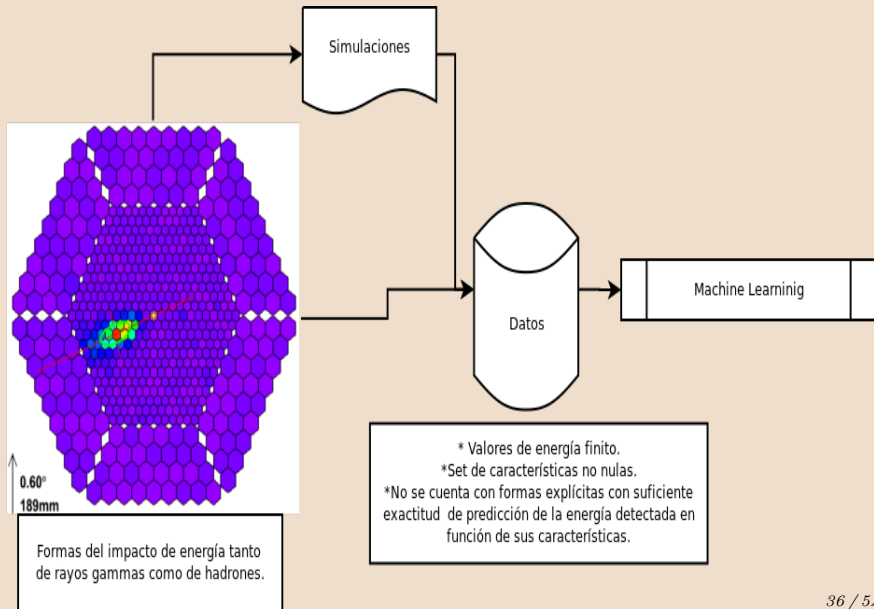 Simulaciones
Datos
Machine Learninig
0.60°
189mm
Formas del impacto de energía tanto
de rayos gammas como de hadrones.
* Valores de energía finito.
*Set de características no nulas.
*No se cuenta con formas explícitas con suficiente
exactitud de predicción de la energía detectada en
función de sus características.
36 / 5